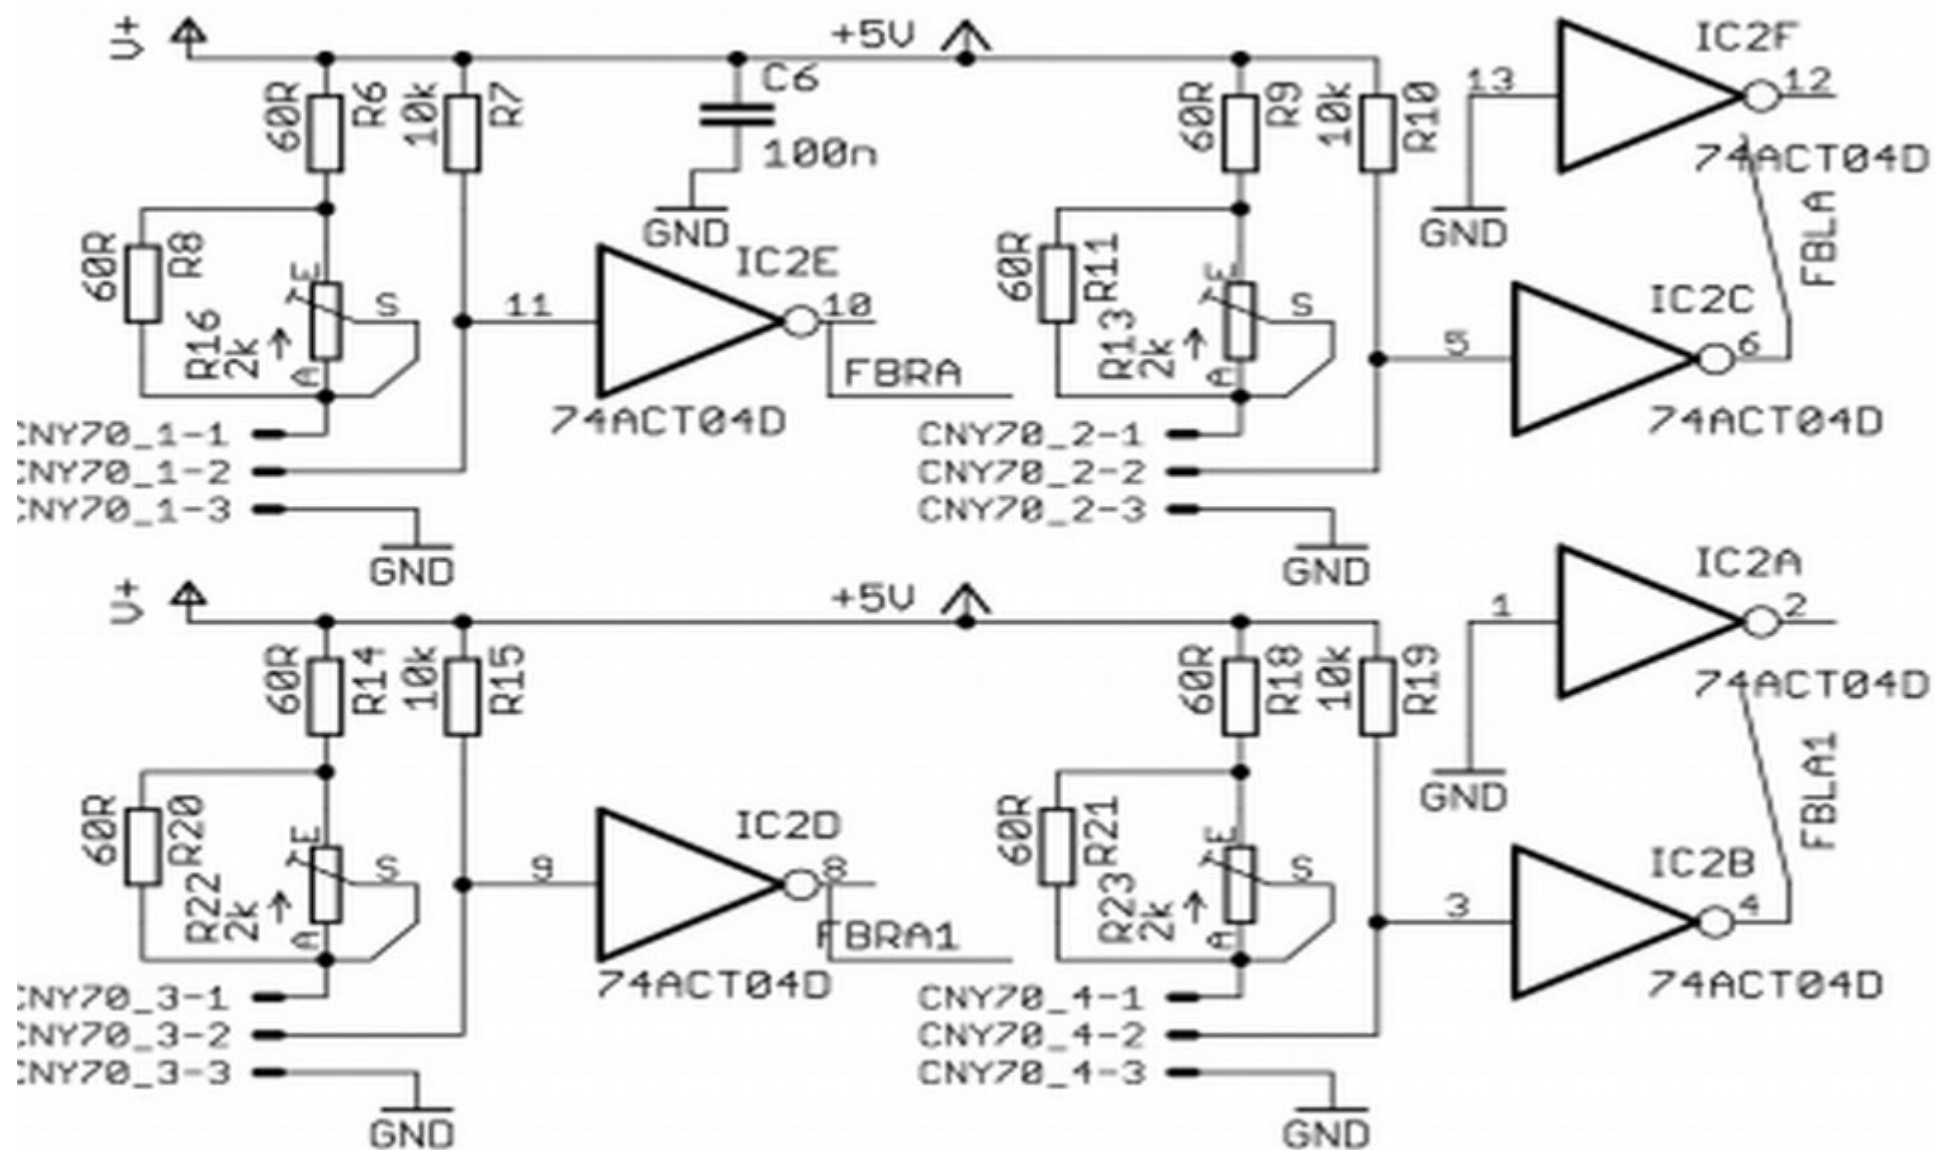 V+
+5V
60R
R6
10k
R7
C6
100n
GND
60R
R9
10k
R10
13
IC2F
12
74ACT04D
GND
60R
R8
E
S
R16
2k
A
11
IC2E
10
74ACT04D
FBRA
60R
R11
E
S
R13
2k
A
5
IC2C
6
74ACT04D
FBLA
CNY70_1-1
CNY70_1-2
CNY70_1-3
GND
CNY70_2-1
CNY70_2-2
CNY70_2-3
GND
V+
+5V
60R
R14
10k
R15
60R
R18
10k
R19
1
IC2A
2
74ACT04D
GND
60R
R20
E
S
R22
2k
A
9
IC2D
8
74ACT04D
FBRA1
60R
R21
E
S
R23
2k
A
3
IC2B
4
74ACT04D
FBLA1
CNY70_3-1
CNY70_3-2
CNY70_3-3
GND
CNY70_4-1
CNY70_4-2
CNY70_4-3
GND